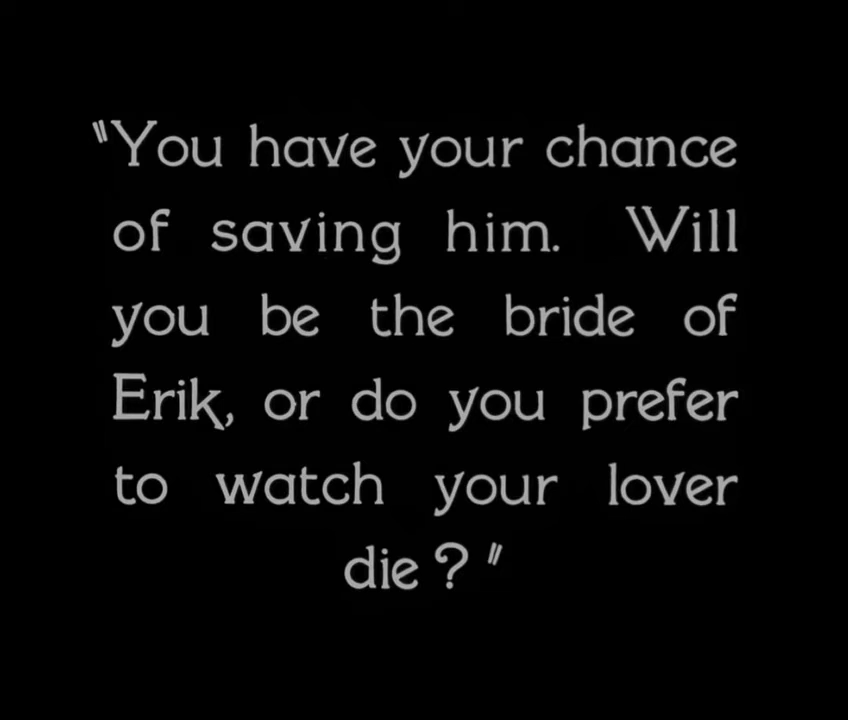 "You have your chance
of saving him. Will
you be the bride of
Erik, or do you prefer
to watch your lover
die?"